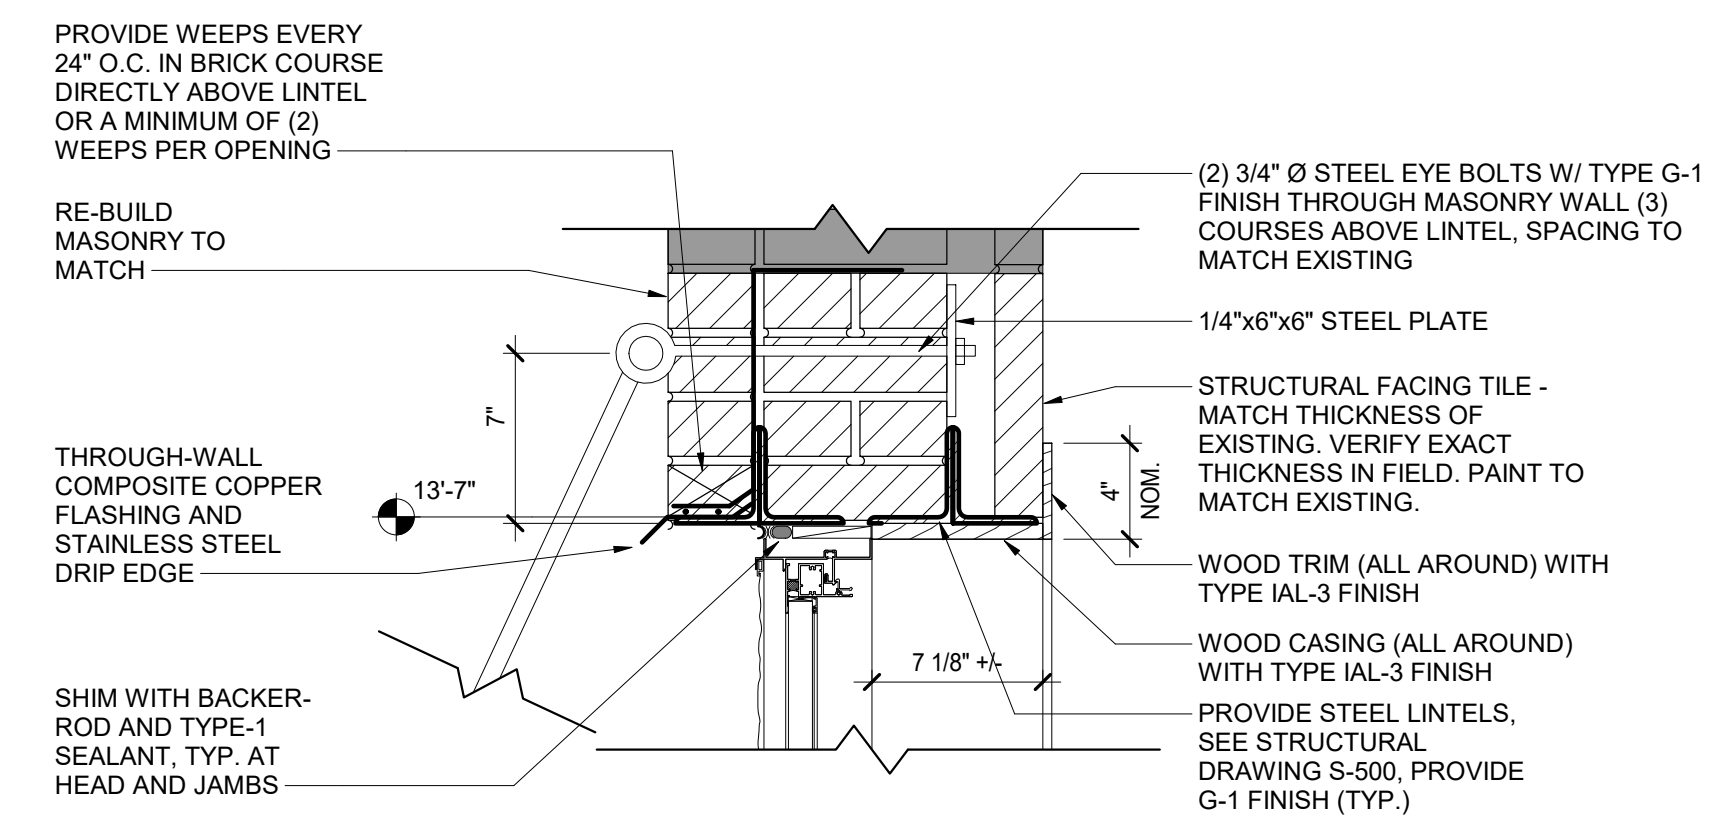 PROVIDE WEEPS EVERY
24" O.C. IN BRICK COURSE
DIRECTLY ABOVE LINTEL
OR A MINIMUM OF (2)
WEEPS PER OPENING
RE-BUILD
MASONRY TO
MATCH
7"
THROUGH-WALL
COMPOSITE COPPER
FLASHING AND
STAINLESS STEEL
DRIP EDGE
13'-7"
SHIM WITH BACKER-
ROD AND TYPE-1
SEALANT, TYP. AT
HEAD AND JAMBS
(2) 3/4" Ø STEEL EYE BOLTS W/ TYPE G-1
FINISH THROUGH MASONRY WALL (3)
COURSES ABOVE LINTEL, SPACING TO
MATCH EXISTING
1/4"x6"x6" STEEL PLATE
STRUCTURAL FACING TILE -
MATCH THICKNESS OF
EXISTING. VERIFY EXACT
THICKNESS IN FIELD. PAINT TO
MATCH EXISTING.
4"
NOM.
WOOD TRIM (ALL AROUND) WITH
TYPE IAL-3 FINISH
WOOD CASING (ALL AROUND)
WITH TYPE IAL-3 FINISH
7 1/8" +/-
PROVIDE STEEL LINTELS,
SEE STRUCTURAL
DRAWING S-500, PROVIDE
G-1 FINISH (TYP.)